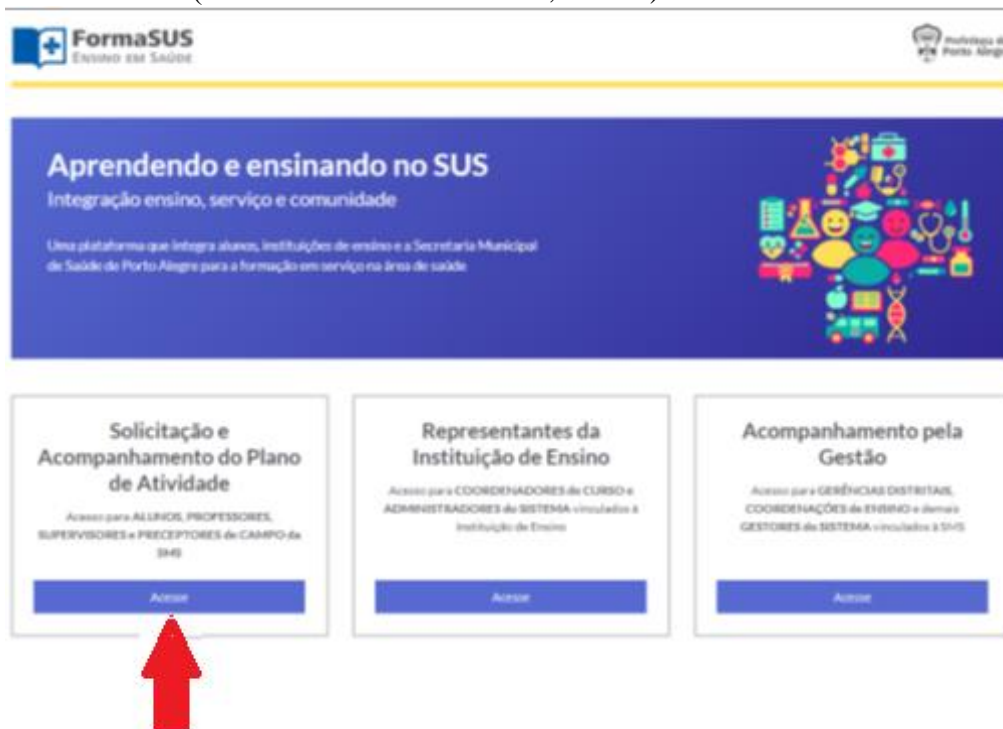 FormaSUS
ENSINO EM SAÚDE
Prefeitura de
Porto Alegre
Aprendendo e ensinando no SUS
Integração ensino, serviço e comunidade
Uma plataforma que integra alunos, instituições de ensino e a Secretaria Municipal
de Saúde de Porto Alegre para a formação em serviço na área de saúde
Solicitação e
Acompanhamento do Plano
de Atividade
Acesso para ALUNOS, PROFESSORES,
SUPERVISORES e PRECEPTORES de CAMPO da
SMS
Acesse
Representantes da
Instituição de Ensino
Acesso para COORDENADORES de CURSO e
ADMINISTRADORES do SISTEMA vinculados à
Instituição de Ensino
Acesse
Acompanhamento pela
Gestão
Acesso para GERÊNCIAS DISTRITAIS,
COORDENAÇÕES de ENSINO e demais
GESTORES do SISTEMA vinculados à SMS
Acesse